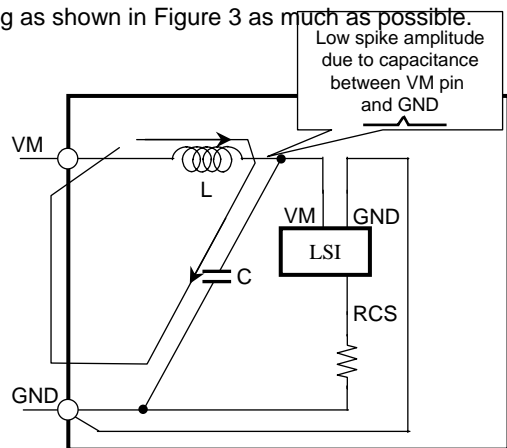 g as shown in Figure 3 as much as possible.
Low spike amplitude
due to capacitance
between VM pin
and GND
VM
L
VM GND
LSI
C
RCS
GND